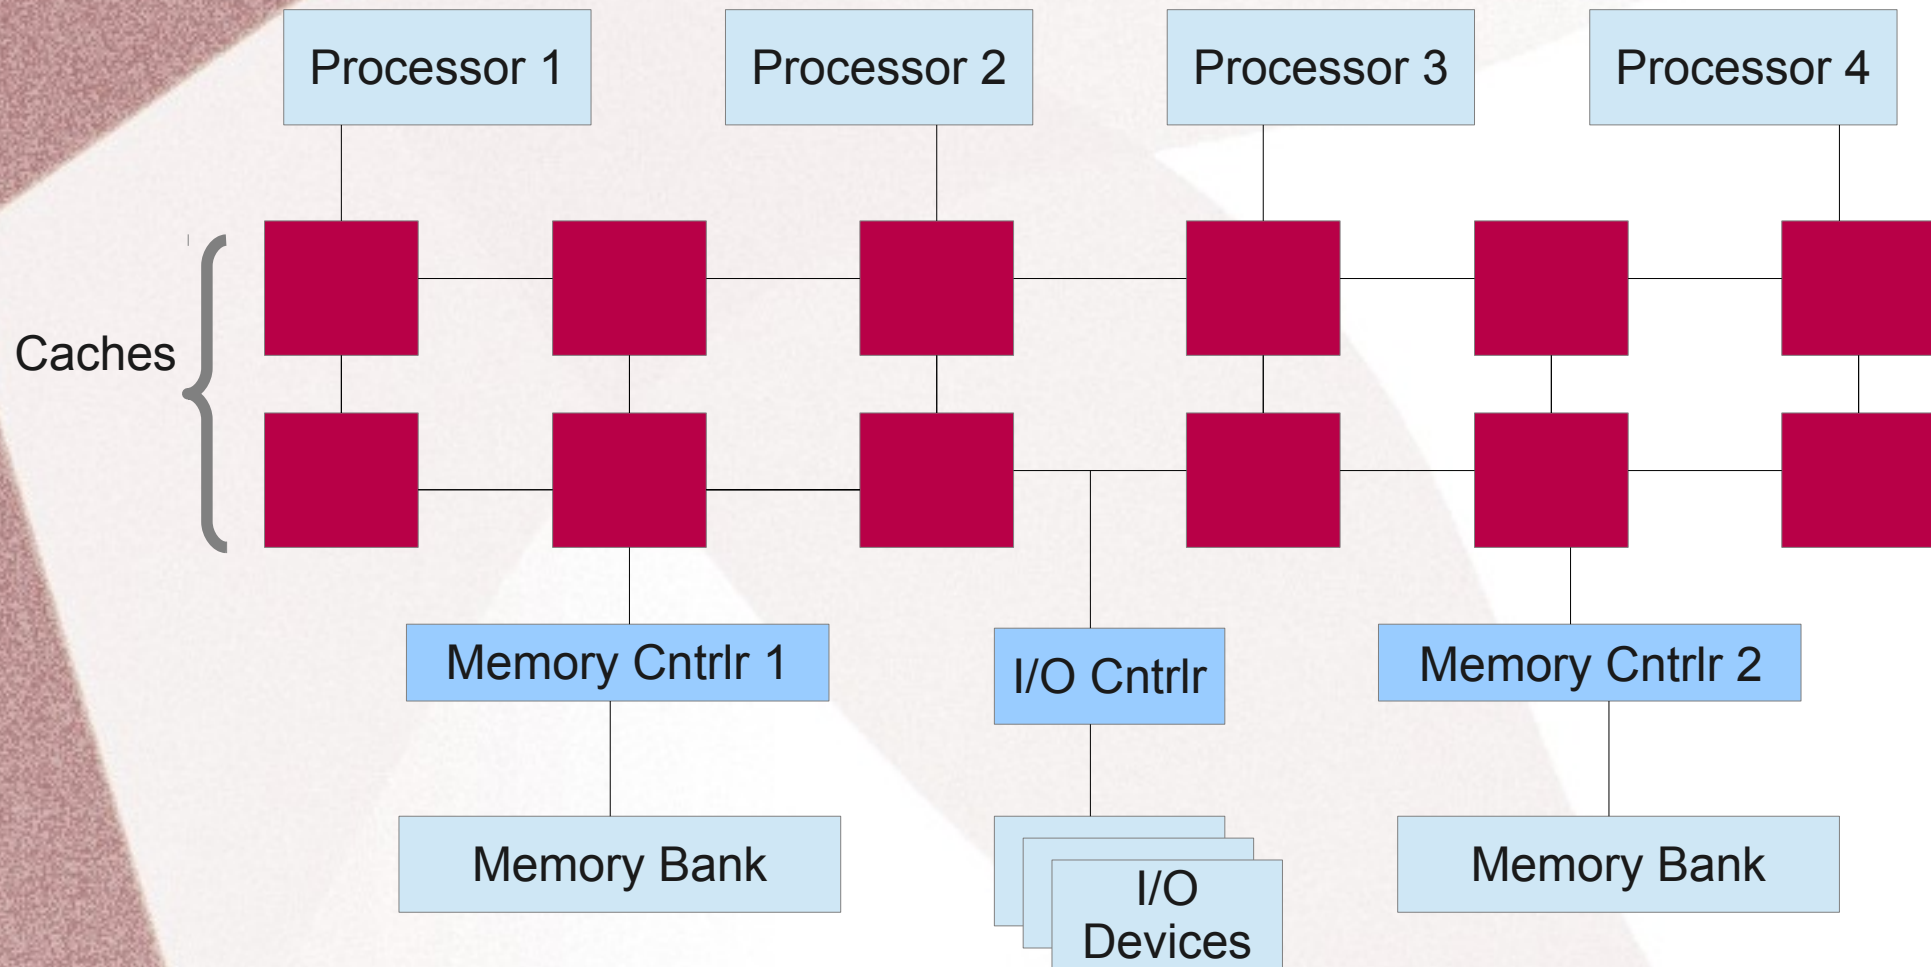 Processor 1
Processor 2
Processor 3
Processor 4
Caches
Memory Cntrlr 1
I/O Cntrlr
Memory Cntrlr 2
Memory Bank
I/O
Devices
Memory Bank